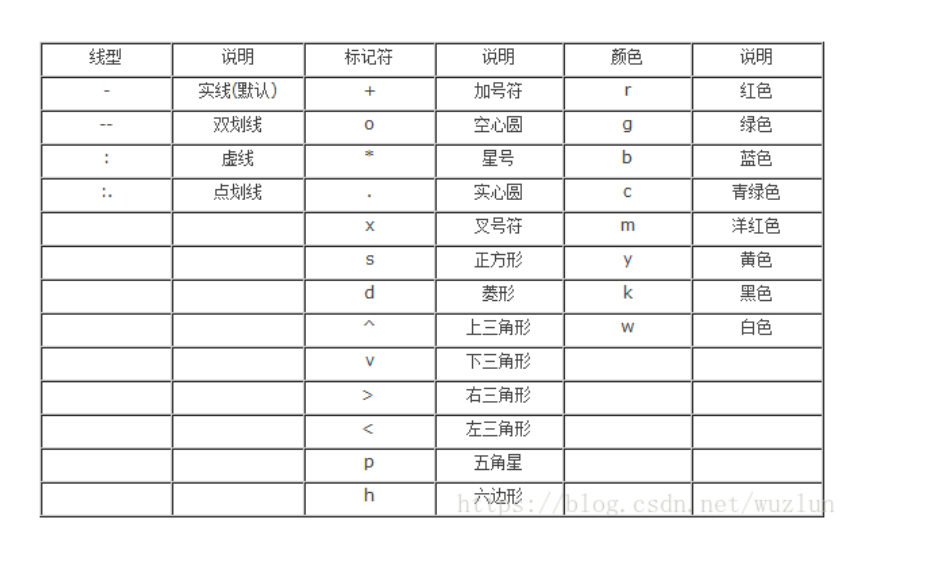 线型 说明 标记符 说明 颜色 说明
- 实线(默认) + 加号符 r 红色
-- 双划线 o 空心圆 g 绿色
: 虚线 * 星号 b 蓝色
:. 点划线 . 实心圆 c 青绿色
x 叉号符 m 洋红色
s 正方形 y 黄色
d 菱形 k 黑色
^ 上三角形 w 白色
v 下三角形
> 右三角形
< 左三角形
p 五角星
h 六边形
https://blog.csdn.net/wuzlun